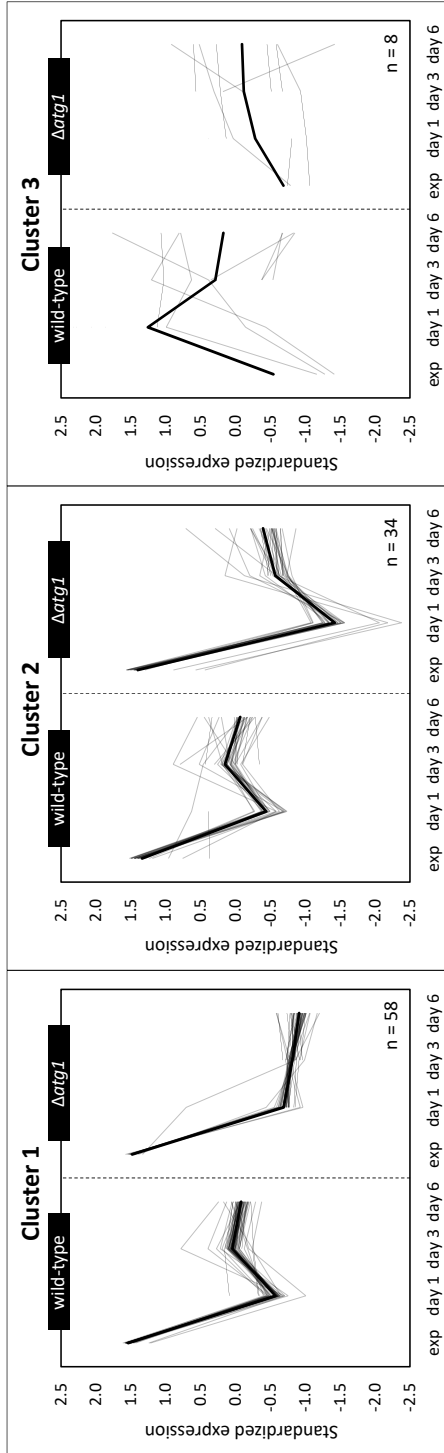 Cluster 1
wild-type
Δatg1
2.5
2.0
1.5
1.0
0.5
0.0
-0.5
-1.0
-1.5
-2.0
-2.5
Standardized expression
n = 58
exp day 1 day 3 day 6
exp day 1 day 3 day 6
Cluster 2
wild-type
Δatg1
2.5
2.0
1.5
1.0
0.5
0.0
-0.5
-1.0
-1.5
-2.0
-2.5
Standardized expression
n = 34
exp day 1 day 3 day 6
exp day 1 day 3 day 6
Cluster 3
wild-type
Δatg1
2.5
2.0
1.5
1.0
0.5
0.0
-0.5
-1.0
-1.5
-2.0
-2.5
Standardized expression
n = 8
exp day 1 day 3 day 6
exp day 1 day 3 day 6